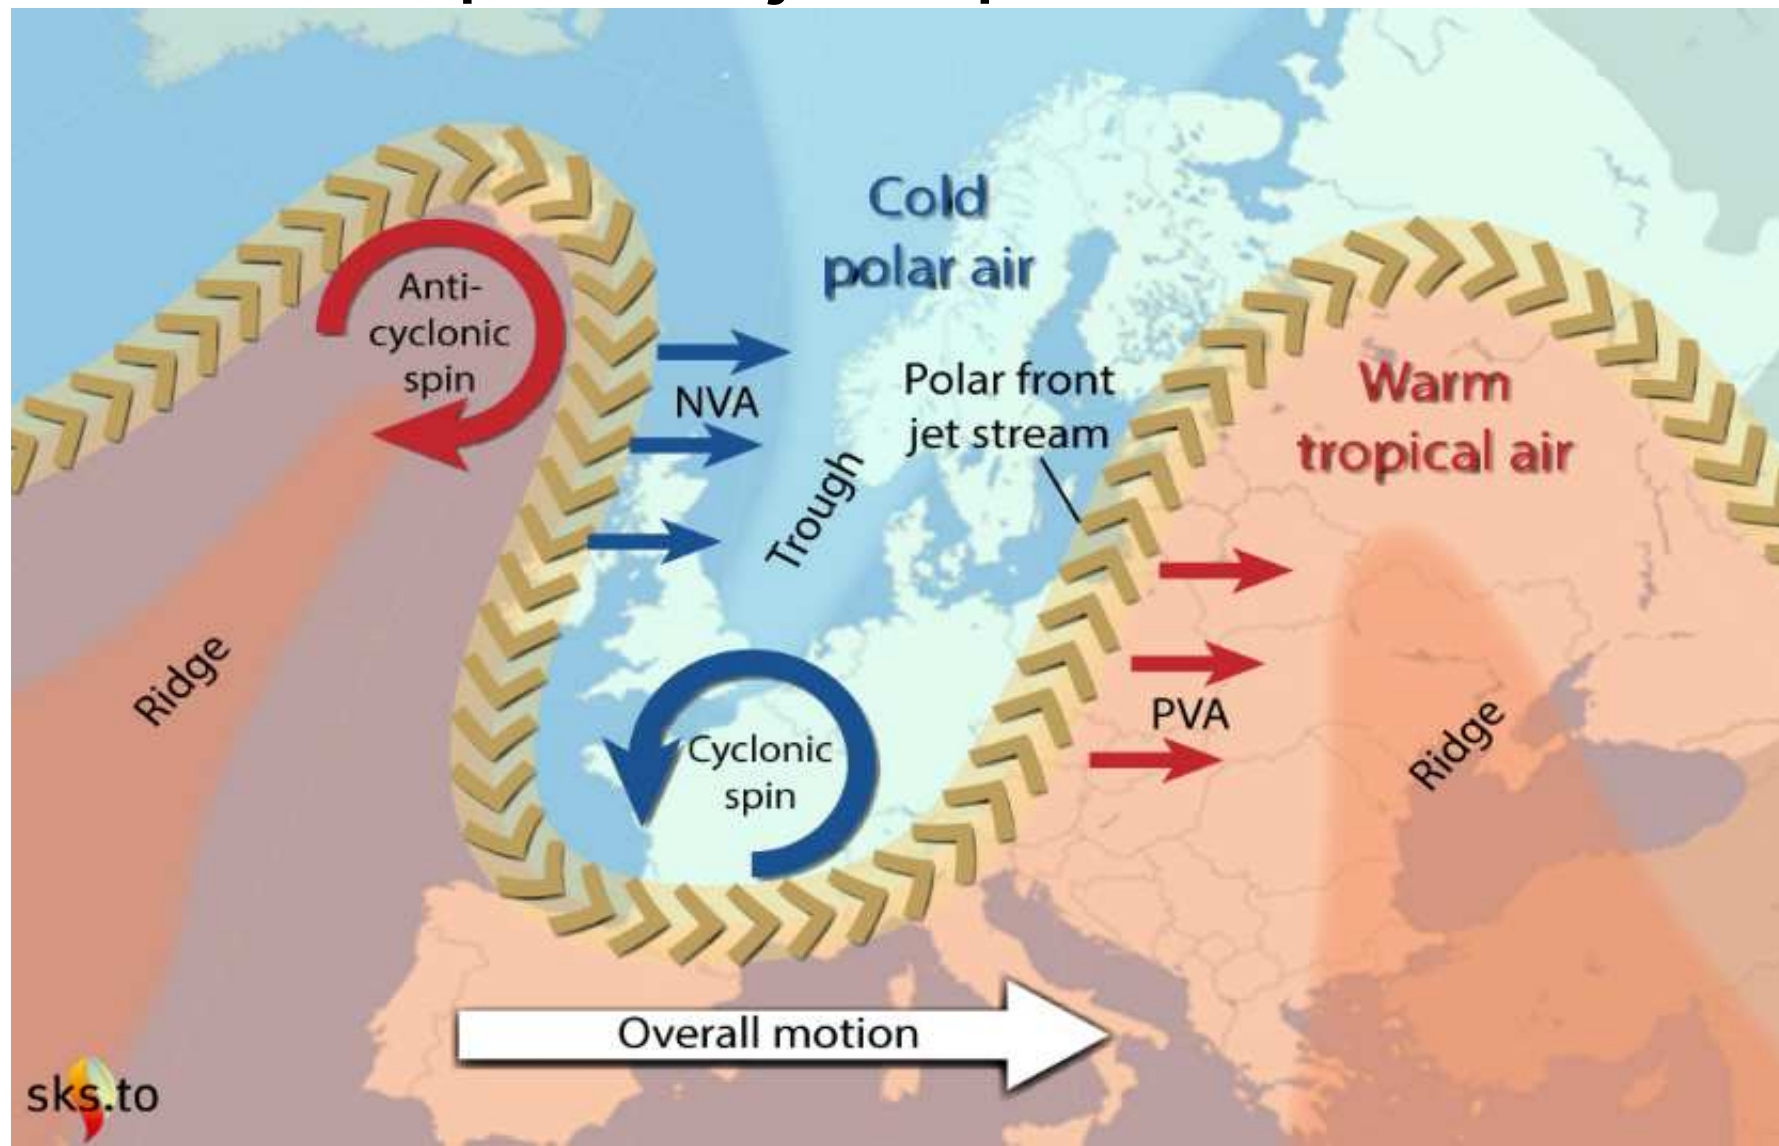 Cold
polar air
Anti-
cyclonic
spin
NVA
Polar front
jet stream
Warm
tropical air
Trough
Ridge
PVA
Ridge
Cyclonic
spin
Overall motion
sks.to